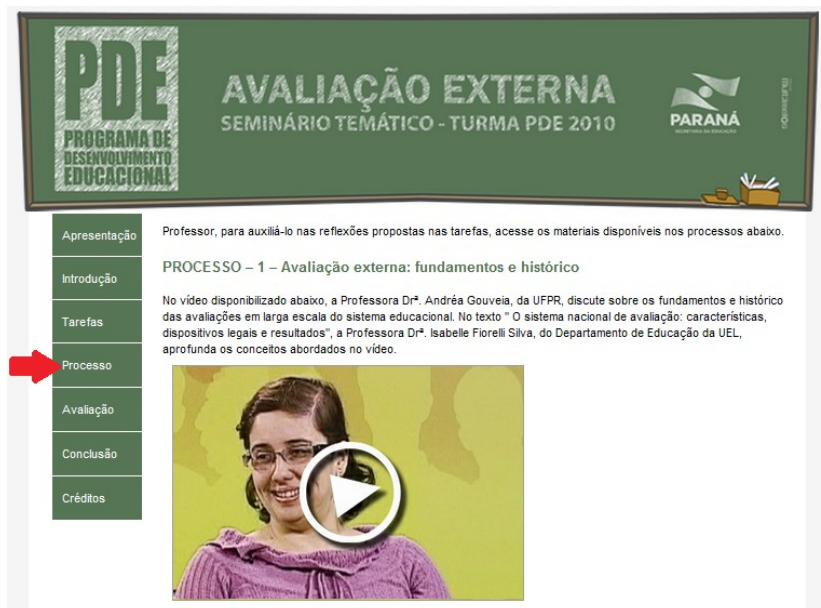 PDE
PROGRAMA DE
DESENVOLVIMENTO
EDUCACIONAL
AVALIAÇÃO EXTERNA
SEMINÁRIO TEMÁTICO - TURMA PDE 2010
PARANÁ
SECRETARIA DA EDUCAÇÃO
Apresentação
Introdução
Tarefas
Processo
Avaliação
Conclusão
Créditos
Professor, para auxiliá-lo nas reflexões propostas nas tarefas, acesse os materiais disponíveis nos processos abaixo.
PROCESSO – 1 – Avaliação externa: fundamentos e histórico
No vídeo disponibilizado abaixo, a Professora Drª. Andréa Gouveia, da UFPR, discute sobre os fundamentos e histórico
das avaliações em larga escala do sistema educacional. No texto " O sistema nacional de avaliação: características,
dispositivos legais e resultados", a Professora Drª. Isabelle Fiorelli Silva, do Departamento de Educação da UEL,
aprofunda os conceitos abordados no vídeo.